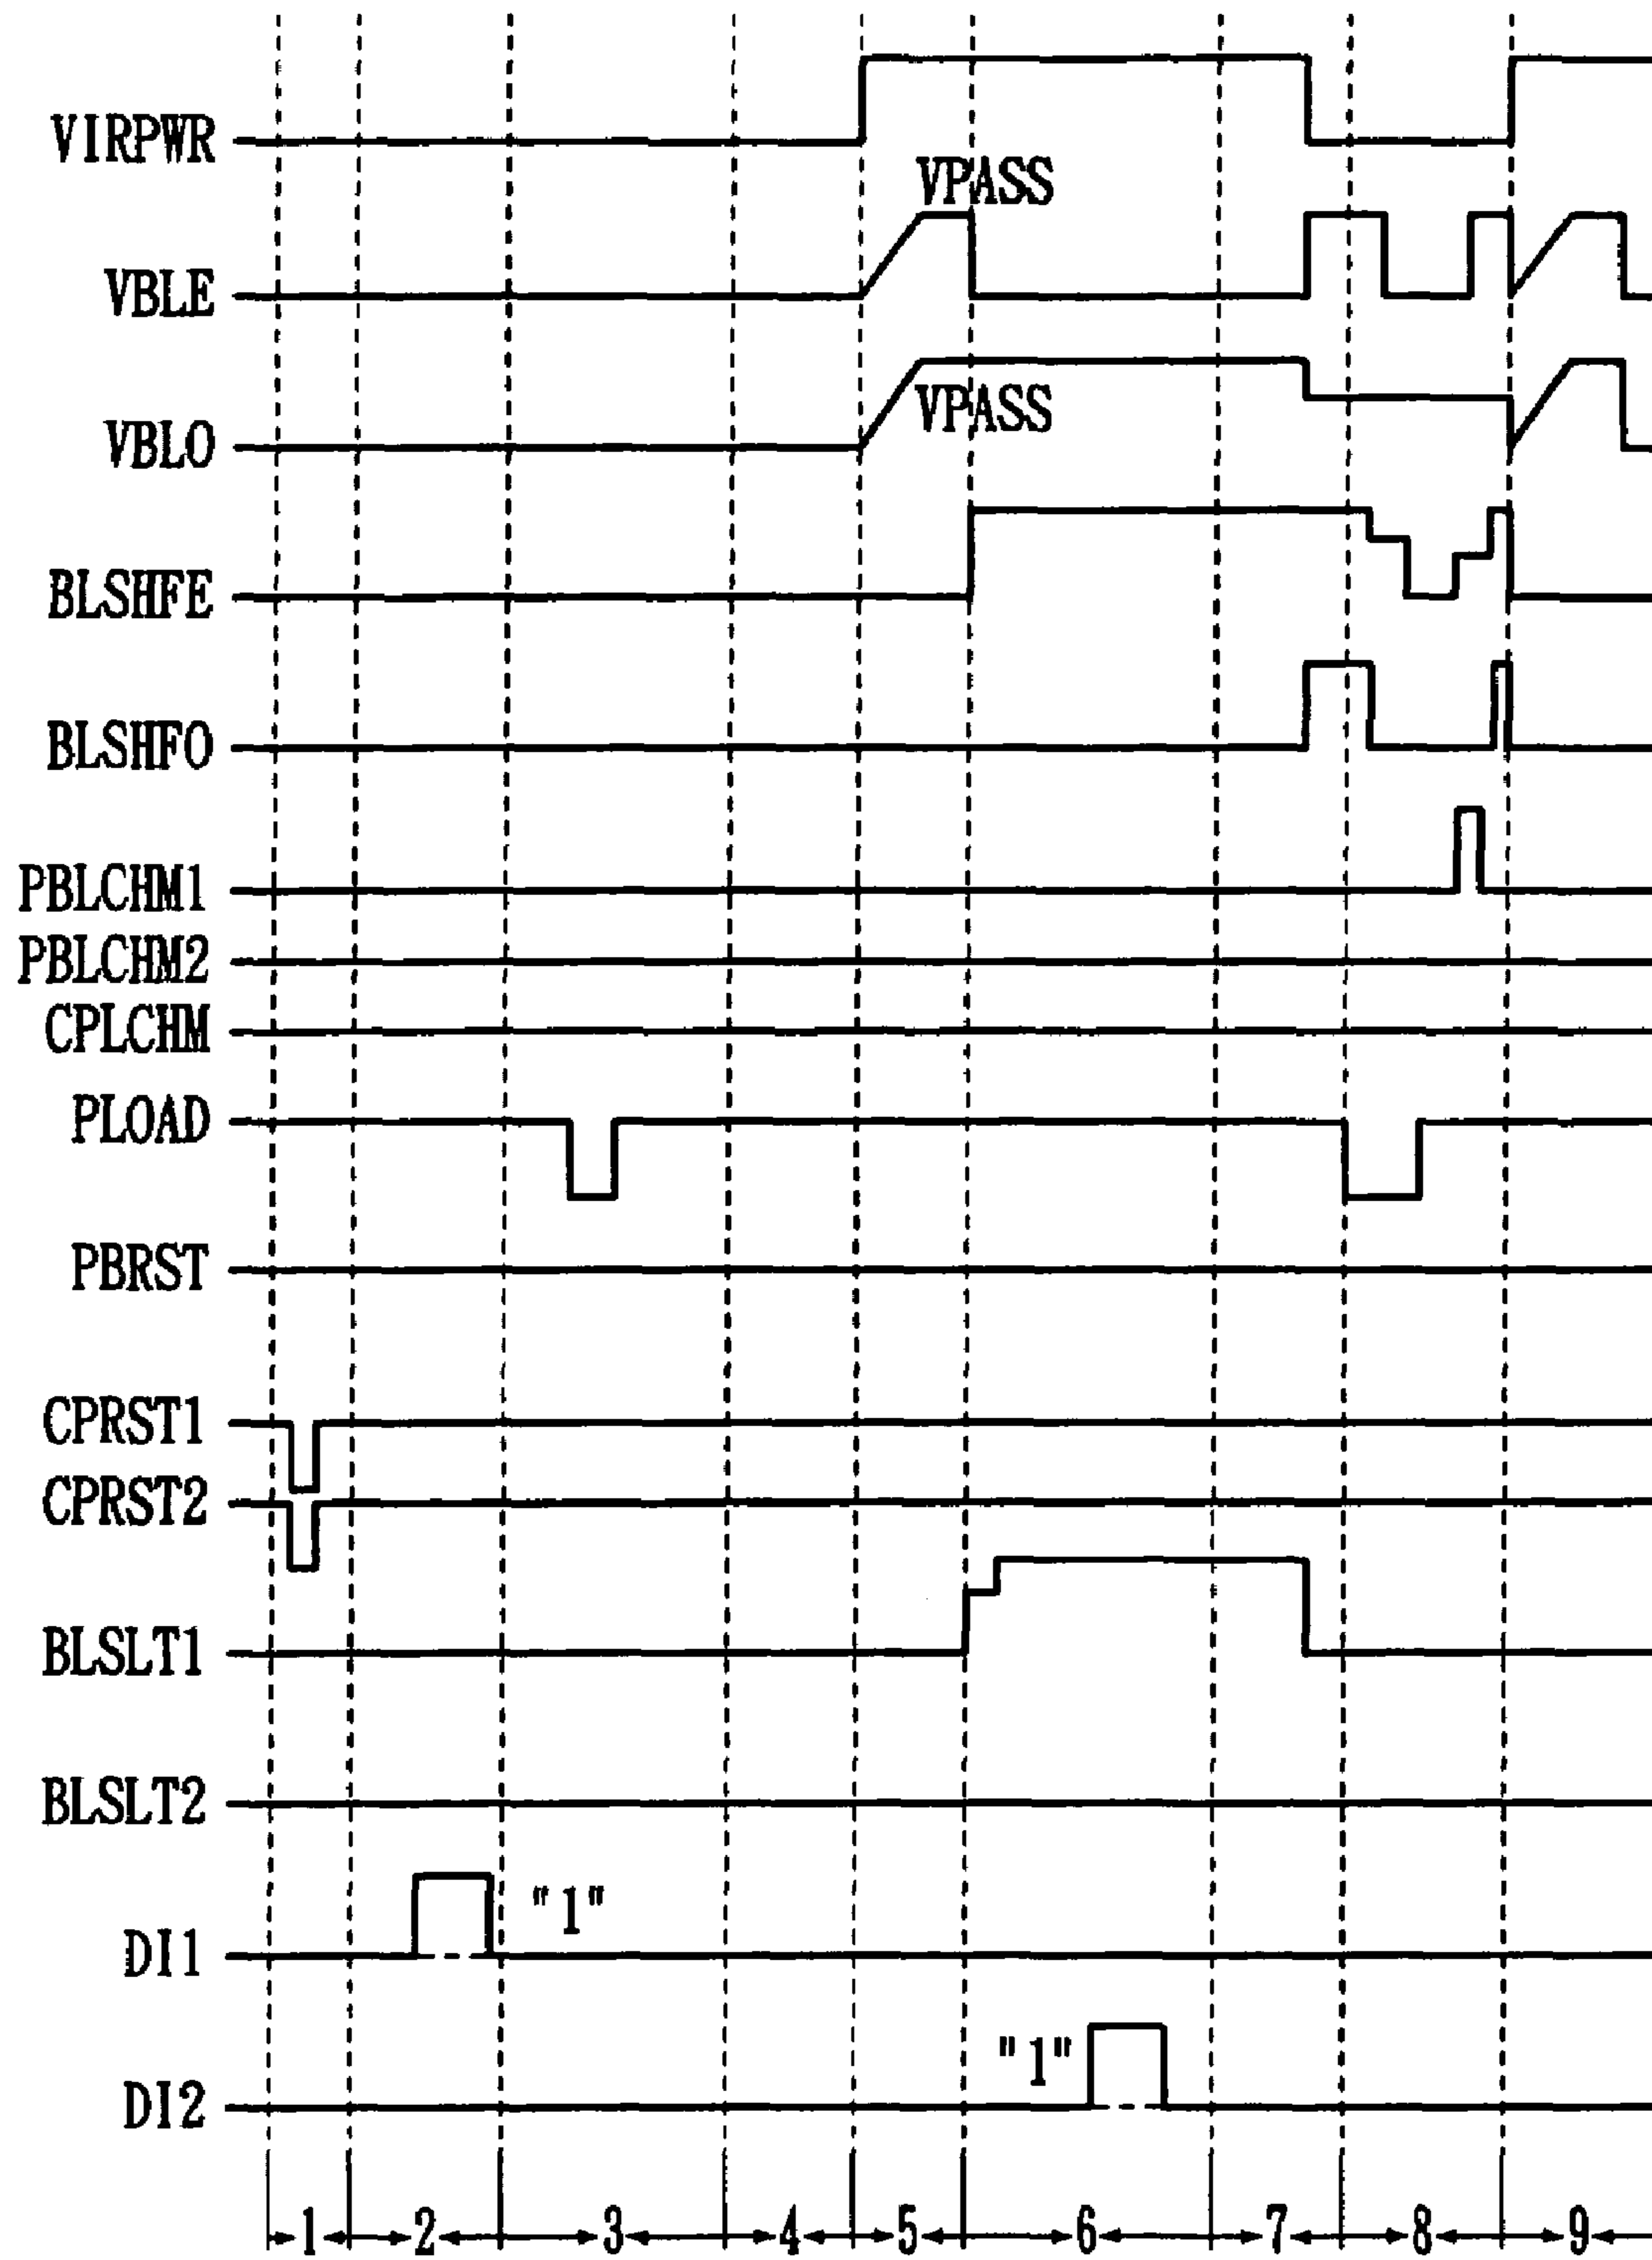 VIRPWR
VPASS
VBLE
VPASS
VBLO
BLSHFE
BLSHFO
PBLCHM1
PBLCHM2
CPLCHM
PLOAD
PBRST
CPRST1
CPRST2
BLSLT1
BLSLT2
"1"
DI1
"1"
DI2
1 2 3 4 5 6 7 8 9